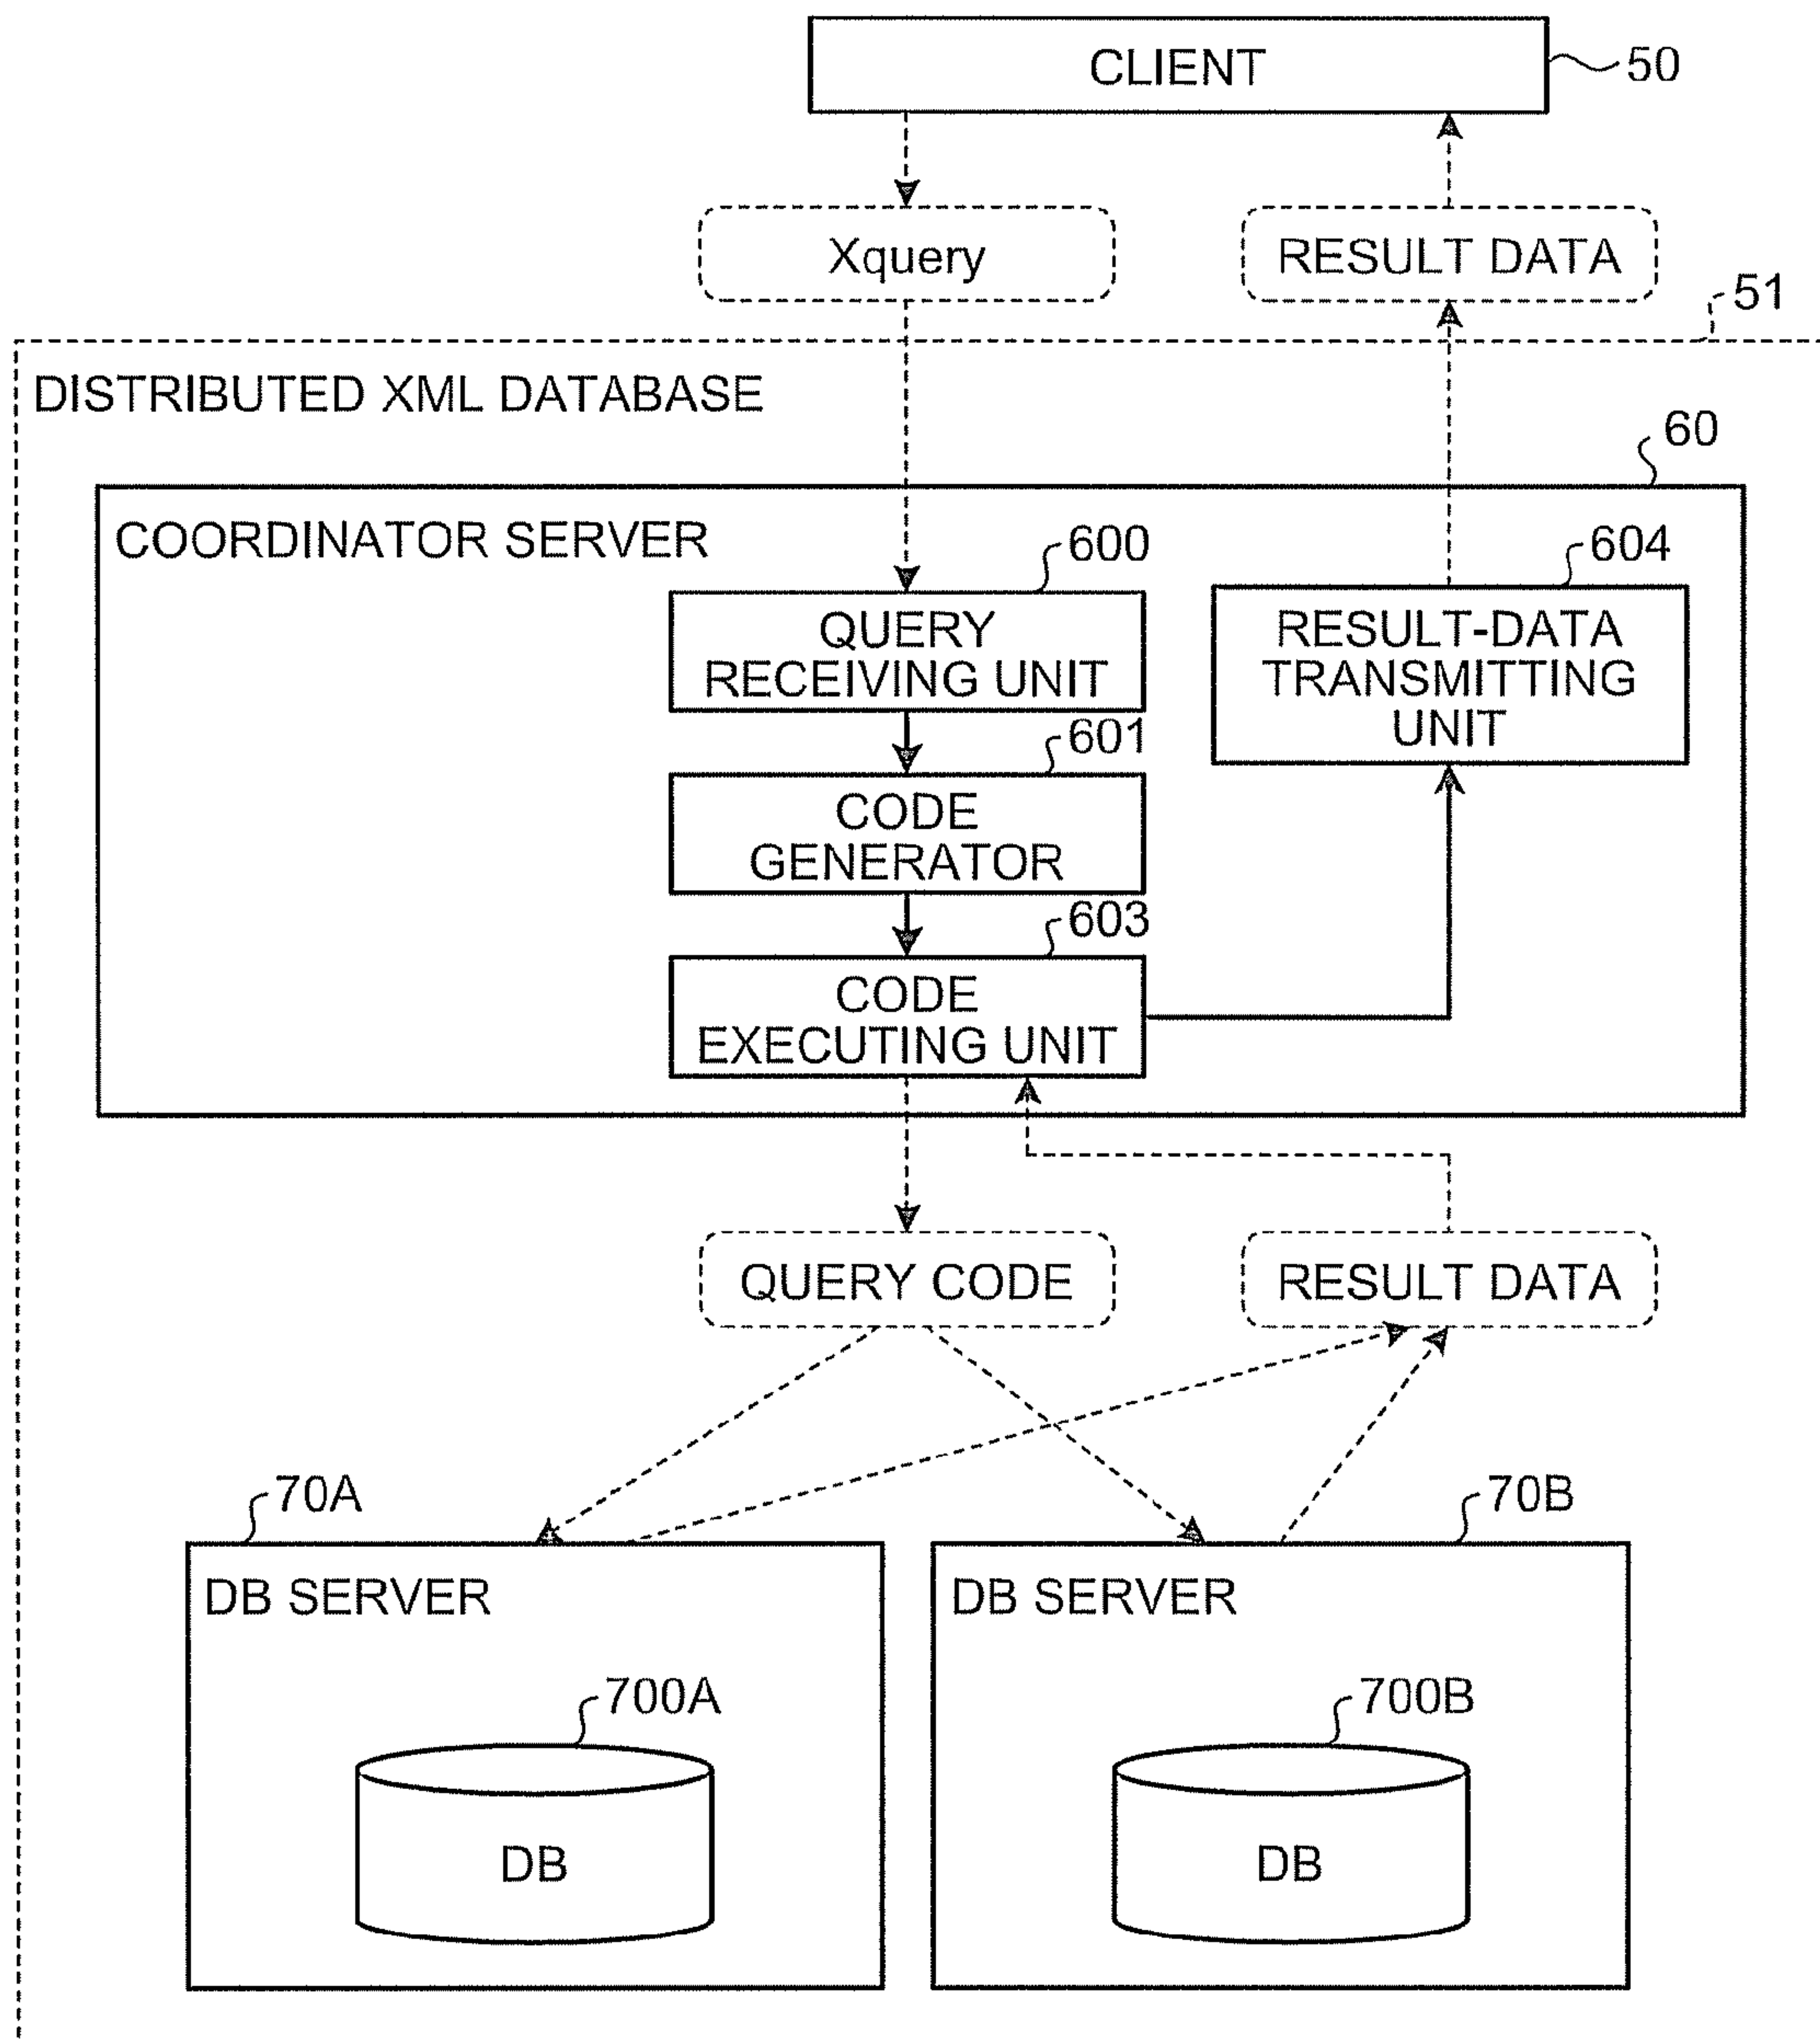 CLIENT
50
Xquery
RESULT DATA
51
DISTRIBUTED XML DATABASE
60
COORDINATOR SERVER
600
604
QUERY
RECEIVING UNIT
RESULT-DATA
TRANSMITTING
UNIT
601
CODE
GENERATOR
603
CODE
EXECUTING UNIT
QUERY CODE
RESULT DATA
70A
70B
DB SERVER
DB SERVER
700A
700B
DB
DB